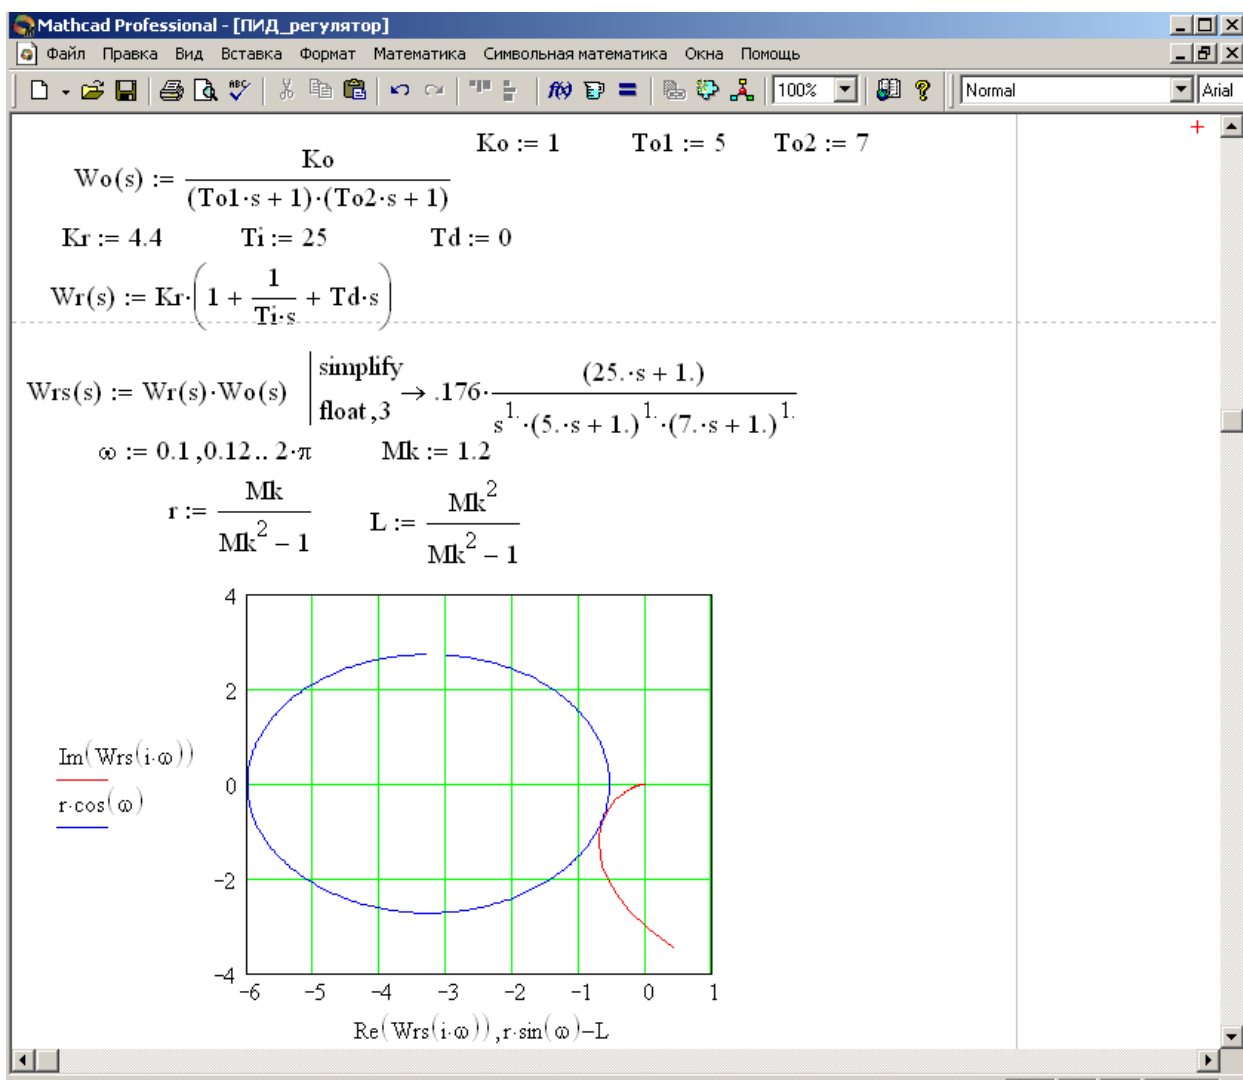 Mathcad Professional - [ПИД_регулятор]
Файл Правка Вид Вставка Формат Математика Символьная математика Окна Помощь
ABC f(x) = 100% ? Normal Arial
Ko := 1 To1 := 5 To2 := 7
Wo(s) := Ko / (To1·s + 1)·(To2·s + 1)
Kr := 4.4 Ti := 25 Td := 0
Wr(s) := Kr·(1 + 1 / Ti·s + Td·s)
Wrs(s) := Wr(s)·Wo(s) | simplify float,3 → .176· (25.·s + 1.) / s^1.·(5.·s + 1.)^1.·(7.·s + 1.)^1.
ω := 0.1 ,0.12.. 2·π Mk := 1.2
r := Mk / Mk^2 − 1 L := Mk^2 / Mk^2 − 1
4
2
Im(Wrs(i·ω))
0
r·cos(ω)
−2
−4
−6 −5 −4 −3 −2 −1 0 1
Re(Wrs(i·ω)),r·sin(ω)−L